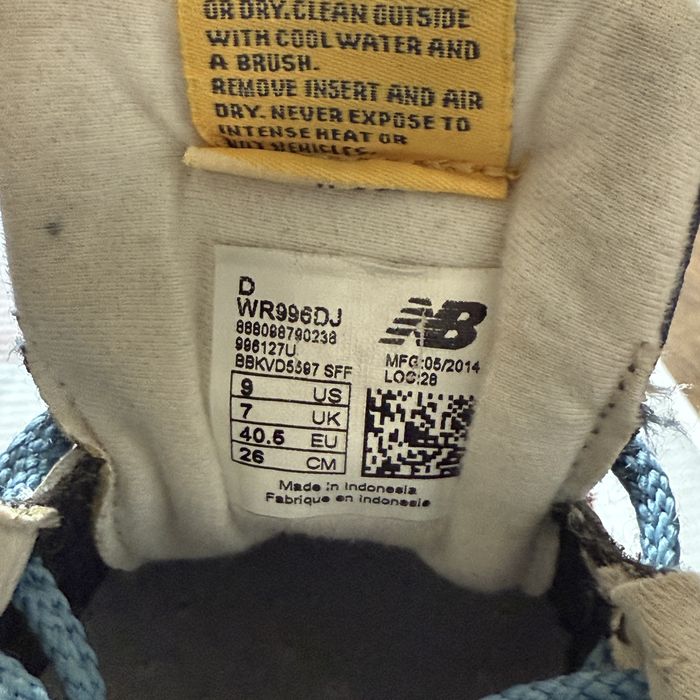 OR DRY. CLEAN OUTSIDE
WITH COOL WATER AND
A BRUSH.
REMOVE INSERT AND AIR
DRY. NEVER EXPOSE TO
INTENSE HEAT OR
D
WR996DJ
888098790238
996127U
BBKVD5597 SFF
9 US
7 UK
40.5 EU
26 CM
NB
MFG:05/2014
LOC:28
Made in Indonesia
Fabrique en Indonesie